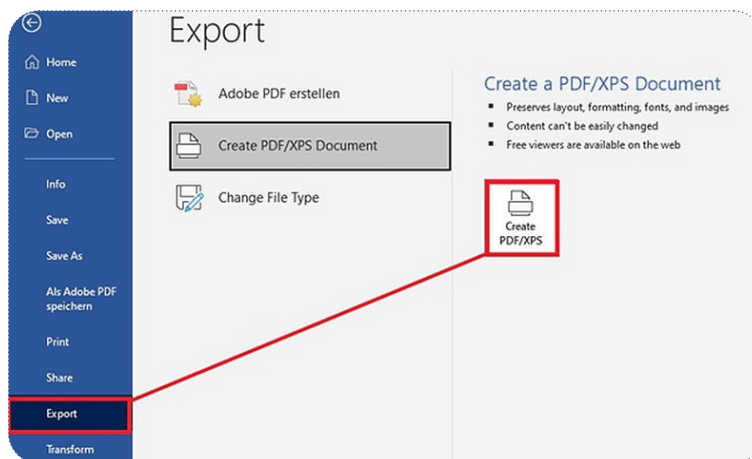 Home
New
Open
Info
Save
Save As
Als Adobe PDF
speichern
Print
Share
Export
Transform
Export
Adobe PDF erstellen
Create PDF/XPS Document
Change File Type
Create a PDF/XPS Document
Preserves layout, formatting, fonts, and images
Content can't be easily changed
Free viewers are available on the web
Create
PDF/XPS